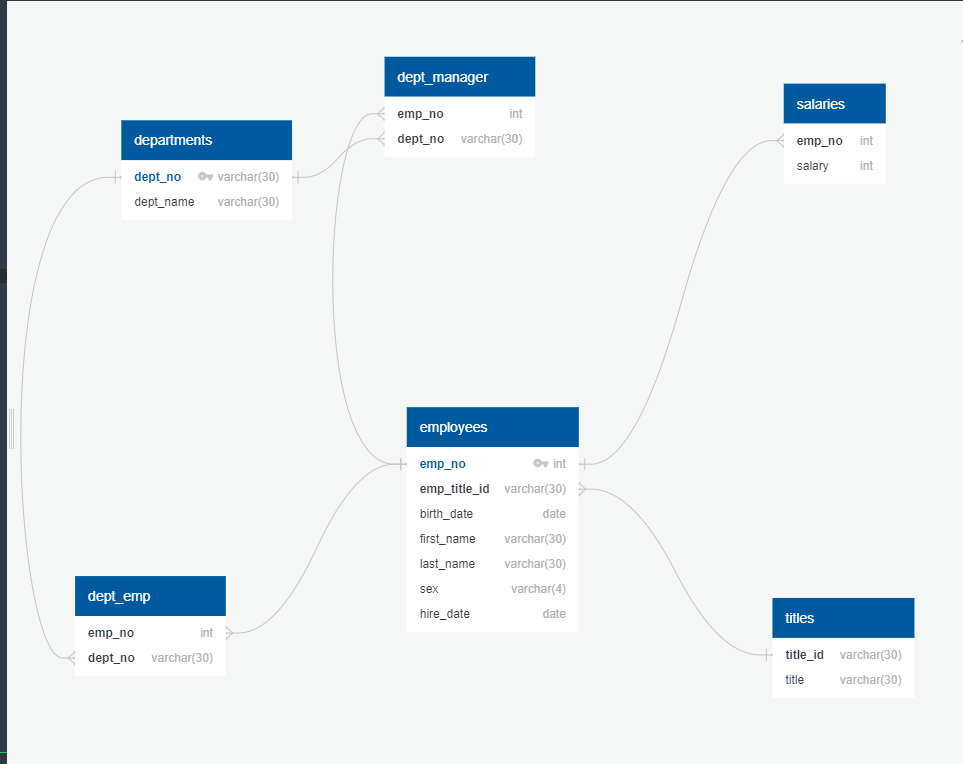 dept_manager
emp_no int
dept_no varchar(30)
salaries
emp_no int
salary int
departments
dept_no varchar(30)
dept_name varchar(30)
employees
emp_no int
emp_title_id varchar(30)
birth_date date
first_name varchar(30)
last_name varchar(30)
sex varchar(4)
hire_date date
dept_emp
emp_no int
dept_no varchar(30)
titles
title_id varchar(30)
title varchar(30)